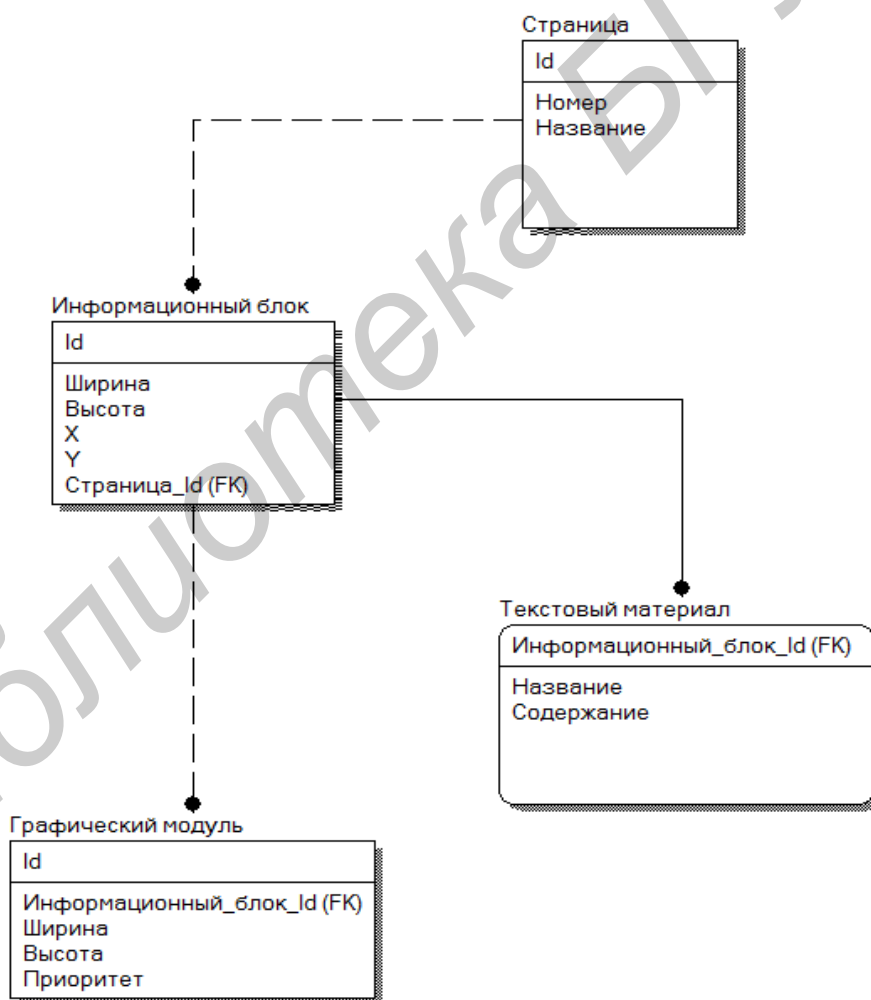 Страница
Id
Номер
Название
Информационный блок
Id
Ширина
Высота
X
Y
Страница_Id (FK)
Текстовый материал
Информационный_блок_Id (FK)
Название
Содержание
Графический модуль
Id
Информационный_блок_Id (FK)
Ширина
Высота
Приоритет